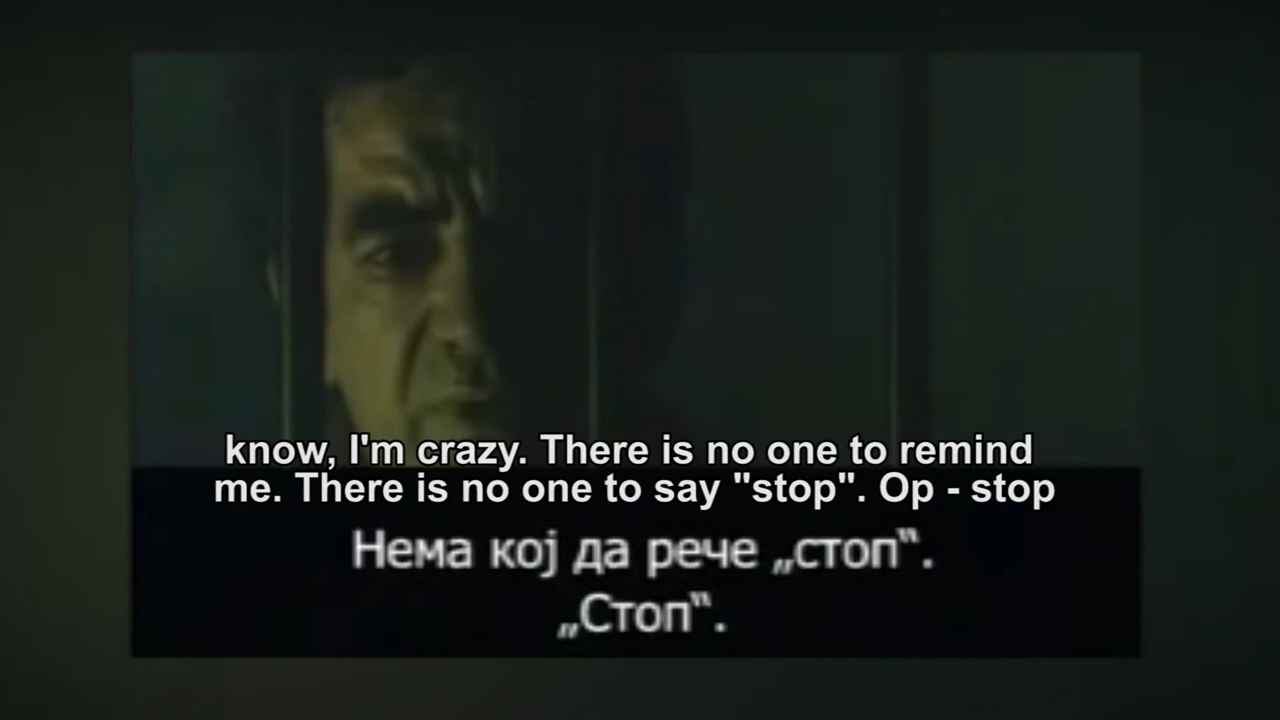 know, I'm crazy. There is no one to remind
me. There is no one to say "stop". Op - stop
Нема кој да рече „стоп‟.
„Стоп‟.